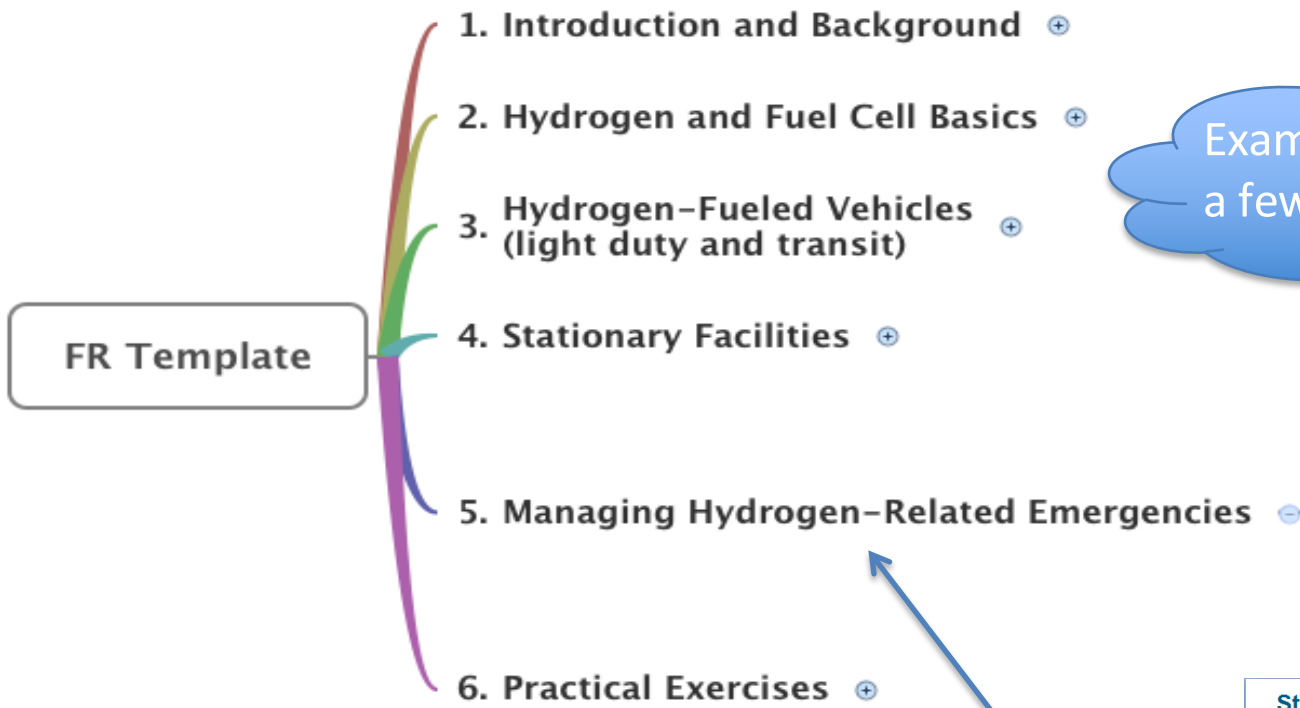 1. Introduction and Background
2. Hydrogen and Fuel Cell Basics
3. Hydrogen-Fueled Vehicles
(light duty and transit)
4. Stationary Facilities
FR Template
5. Managing Hydrogen-Related Emergencies
6. Practical Exercises
a few